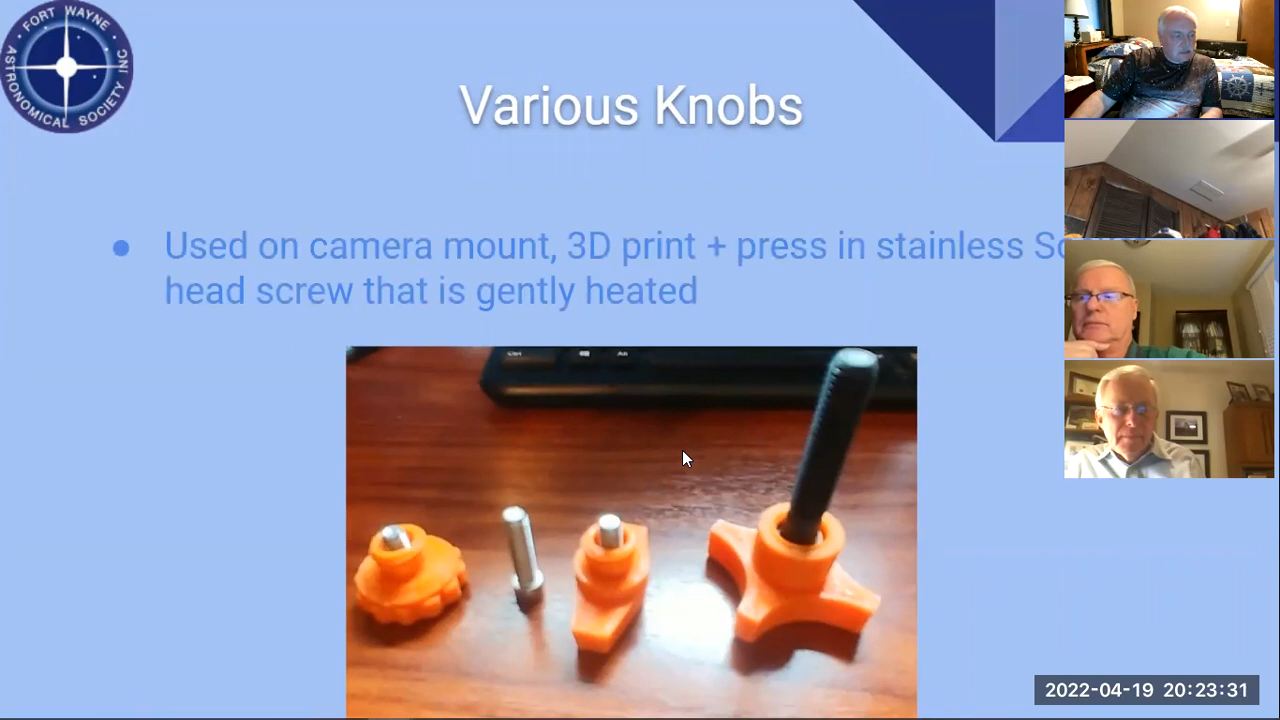 FORT WAYNE
ASTRONOMICAL SOCIETY INC
Various Knobs
Used on camera mount, 3D print + press in stainless
head screw that is gently heated
2022-04-19 20:23:31